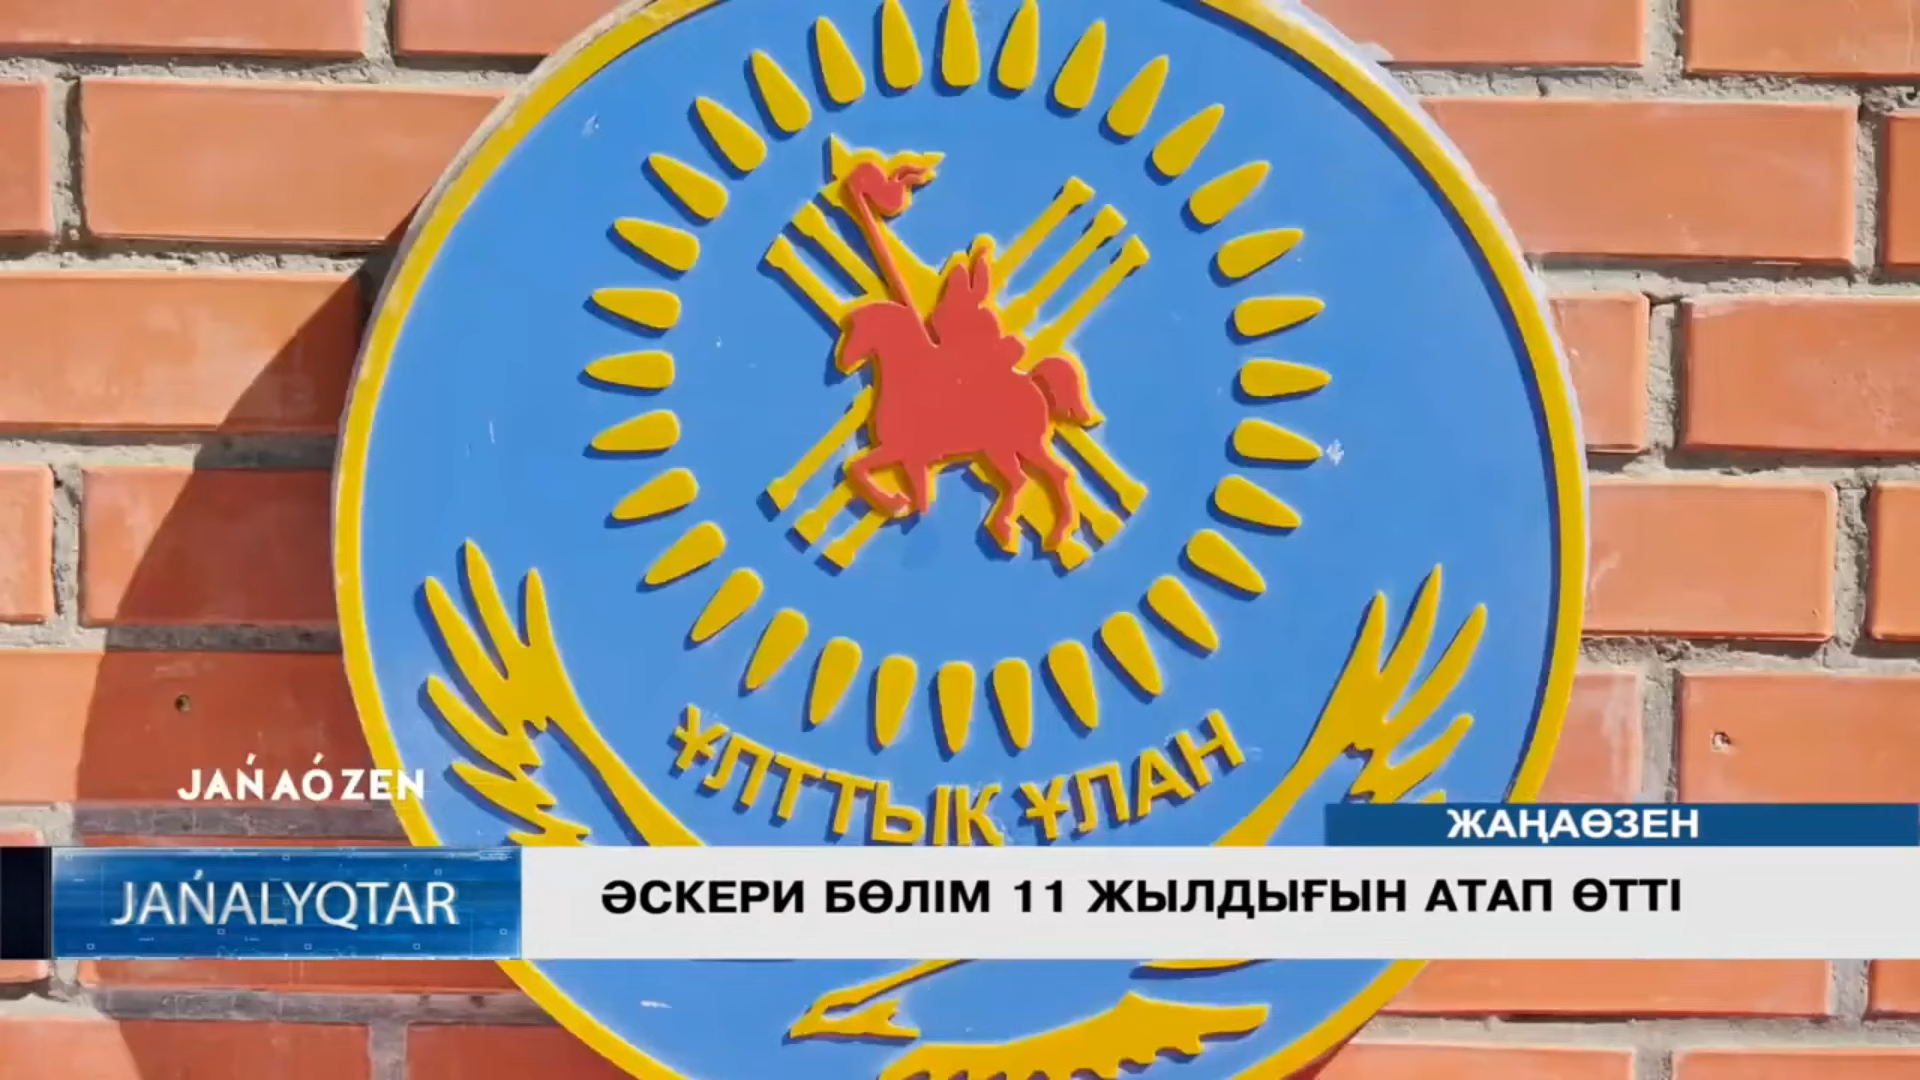 ҰЛТТЫҚ ҰЛАН
JAŃAÓZEN
ЖАҢАӨЗЕН
JAŃALYQTAR
ӘСКЕРИ БӨЛІМ 11 ЖЫЛДЫҒЫН АТАП ӨТТІ